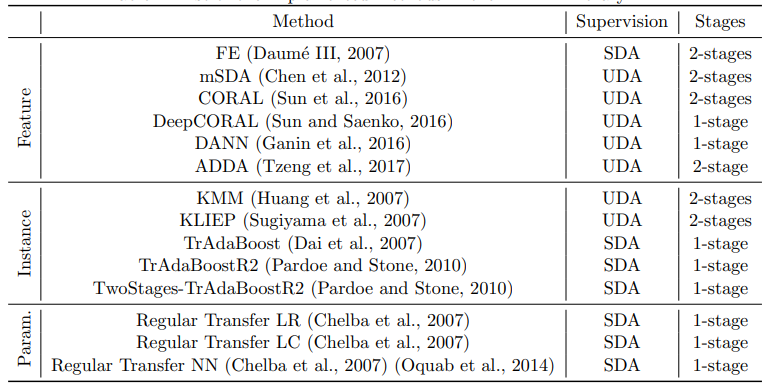 Method Supervision Stages
Feature
FE (Daumé III, 2007) SDA 2-stages
mSDA (Chen et al., 2012) UDA 2-stages
CORAL (Sun et al., 2016) UDA 2-stages
DeepCORAL (Sun and Saenko, 2016) UDA 1-stage
DANN (Ganin et al., 2016) UDA 1-stage
ADDA (Tzeng et al., 2017) UDA 2-stage
Instance
KMM (Huang et al., 2007) UDA 2-stages
KLIEP (Sugiyama et al., 2007) UDA 2-stages
TrAdaBoost (Dai et al., 2007) SDA 1-stage
TrAdaBoostR2 (Pardoe and Stone, 2010) SDA 1-stage
TwoStages-TrAdaBoostR2 (Pardoe and Stone, 2010) SDA 1-stage
Param.
Regular Transfer LR (Chelba et al., 2007) SDA 1-stage
Regular Transfer LC (Chelba et al., 2007) SDA 1-stage
Regular Transfer NN (Chelba et al., 2007) (Oquab et al., 2014) SDA 1-stage